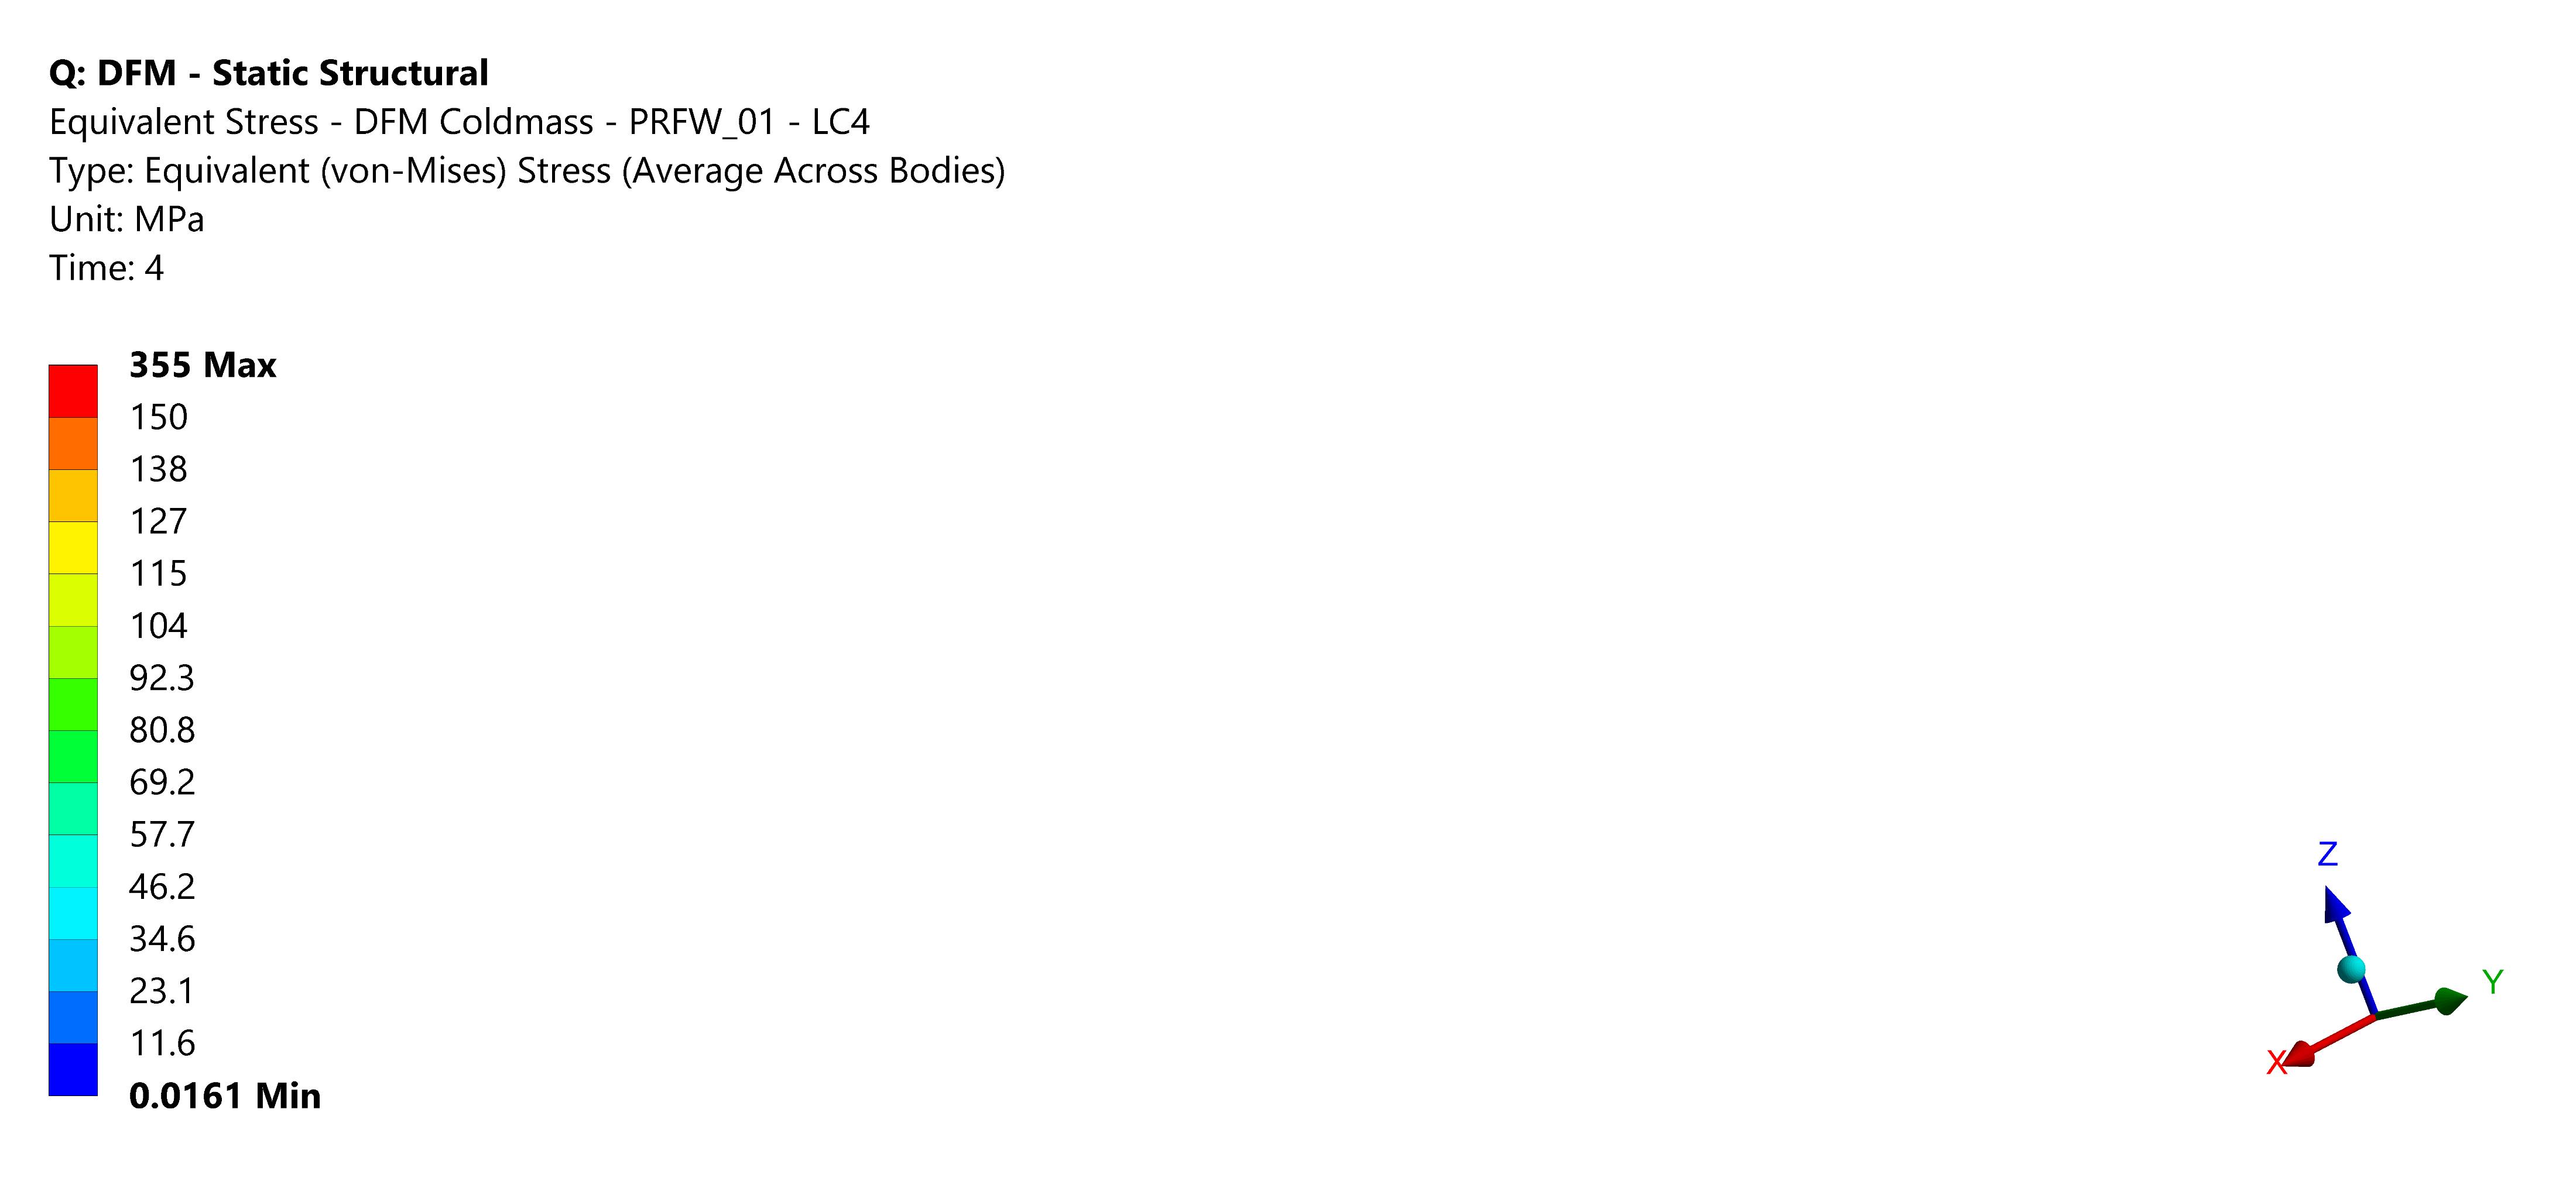 Q: DFM - Static Structural
Equivalent Stress - DFM Coldmass - PRFW_01 - LC4
Type: Equivalent (von-Mises) Stress (Average Across Bodies)
Unit: MPa
Time: 4
355 Max
150
138
127
115
104
92.3
80.8
69.2
57.7
46.2
34.6
23.1
11.6
0.0161 Min
Z
Y
X